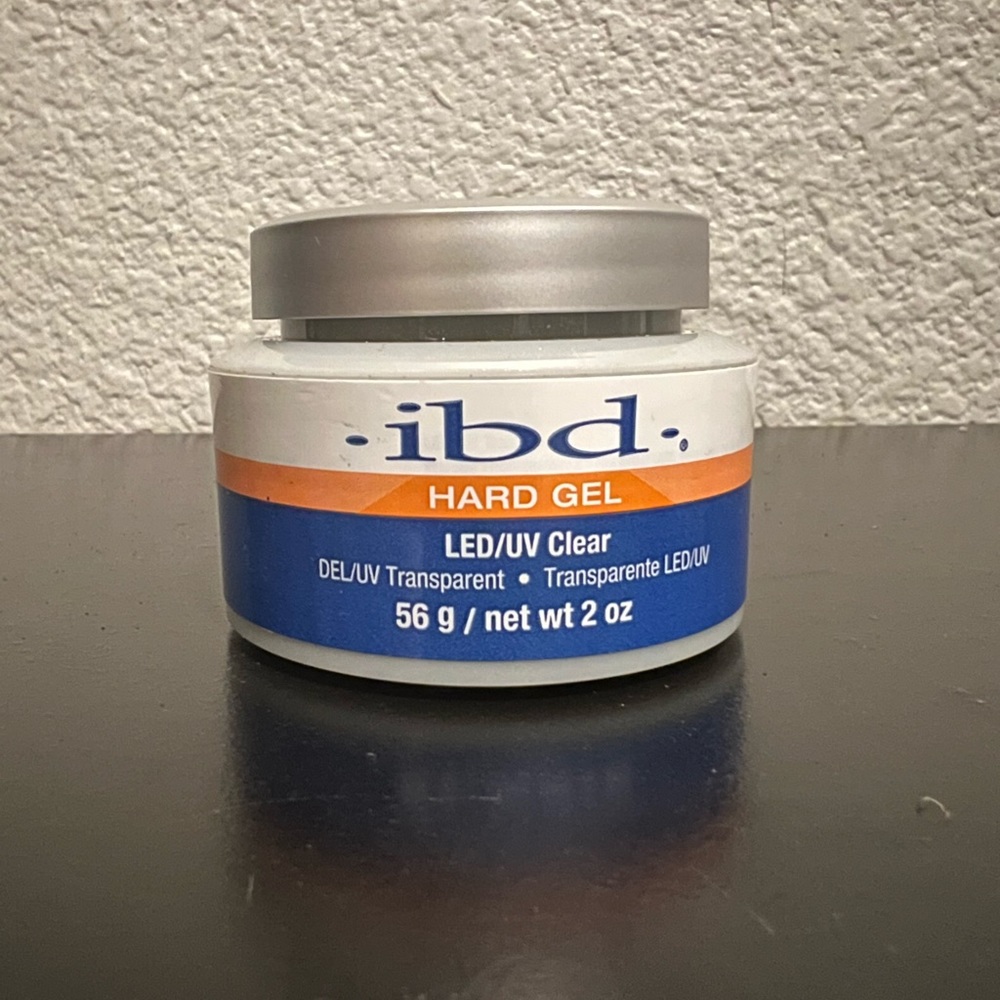 ·ibd·®
HARD GEL
LED/UV Clear
DEL/UV Transparent • Transparente LED/UV
56 g / net wt 2 oz